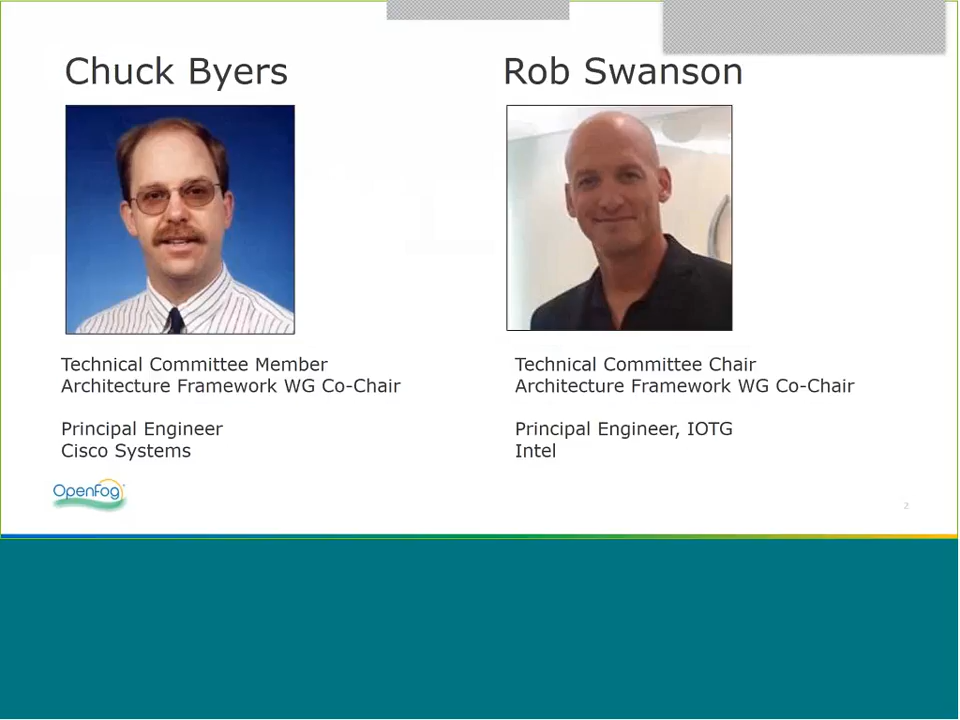 Chuck Byers
Rob Swanson
Technical Committee Member
Architecture Framework WG Co-Chair
Principal Engineer
Cisco Systems
Technical Committee Chair
Architecture Framework WG Co-Chair
Principal Engineer, IOTG
Intel
OpenFog
2